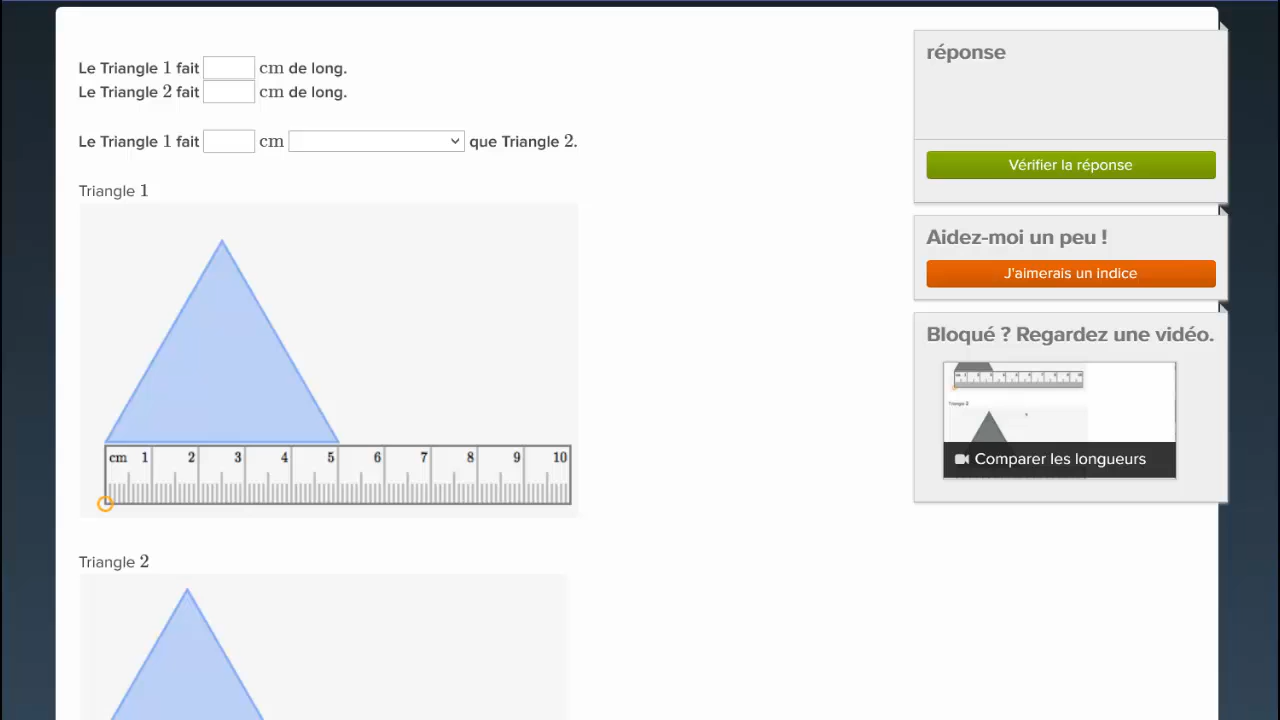 Le Triangle 1 fait cm de long.
Le Triangle 2 fait cm de long.
Le Triangle 1 fait cm que Triangle 2.
Triangle 1
cm 1 2 3 4 5 6 7 8 9 10
Triangle 2
réponse
Vérifier la réponse
Aidez-moi un peu !
J'aimerais un indice
Bloqué ? Regardez une vidéo.
Comparer les longueurs